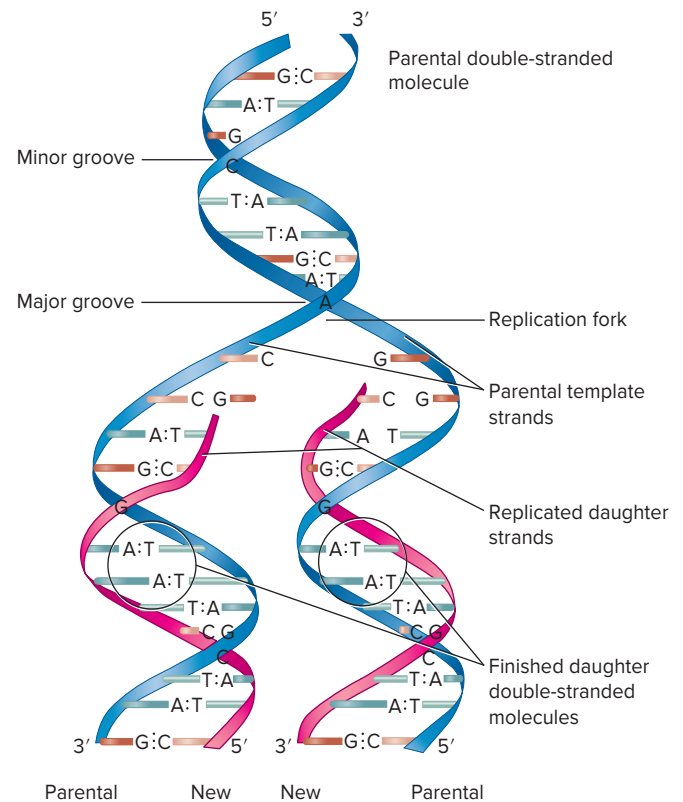 5′ 3′
Parental double-stranded
molecule
G:C
A:T
G
Minor groove
C
T:A
T:A
G:C
A:T
Major groove
A
Replication fork
C G
C G C G
Parental template
strands
A:T A T
G:C G:C
G G
Replicated daughter
strands
A:T A:T
A:T A:T
T:A T:A
C G C G
C C
Finished daughter
double-stranded
molecules
T:A T:A
A:T A:T
3′ G:C 5′ 3′ G:C 5′
Parental New New Parental